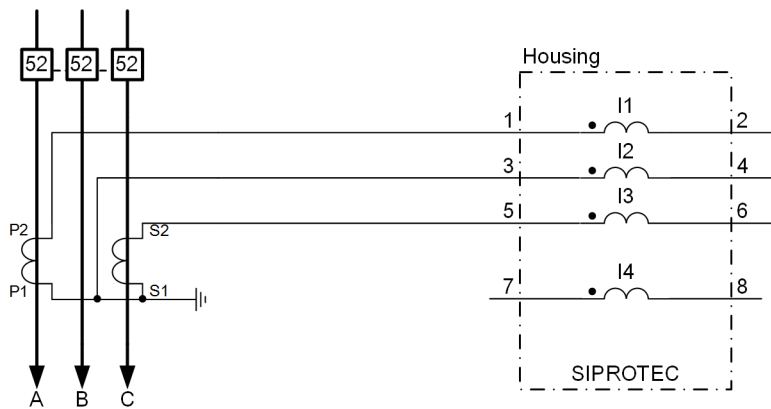 Housing
52 52 52
I1
1 2
I2
3 4
I3
5 6
P2 S2
I4
P1 S1 7 8
SIPROTEC
A B C